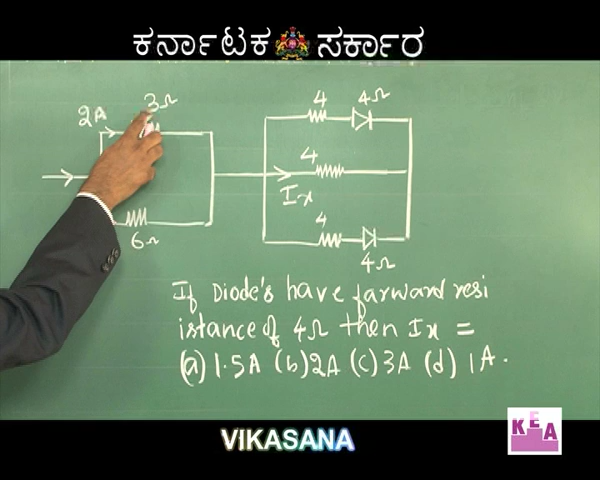 ಕರ್ನಾಟಕ ಸರ್ಕಾರ
2A 3Ω
4 4Ω
4
Ix
6Ω
4
4Ω
If Diode's have farward resi
istance of 4Ω then Ix =
(a) 1.5A (b) 2A (c) 3A (d) 1A.
KEA
VIKASANA